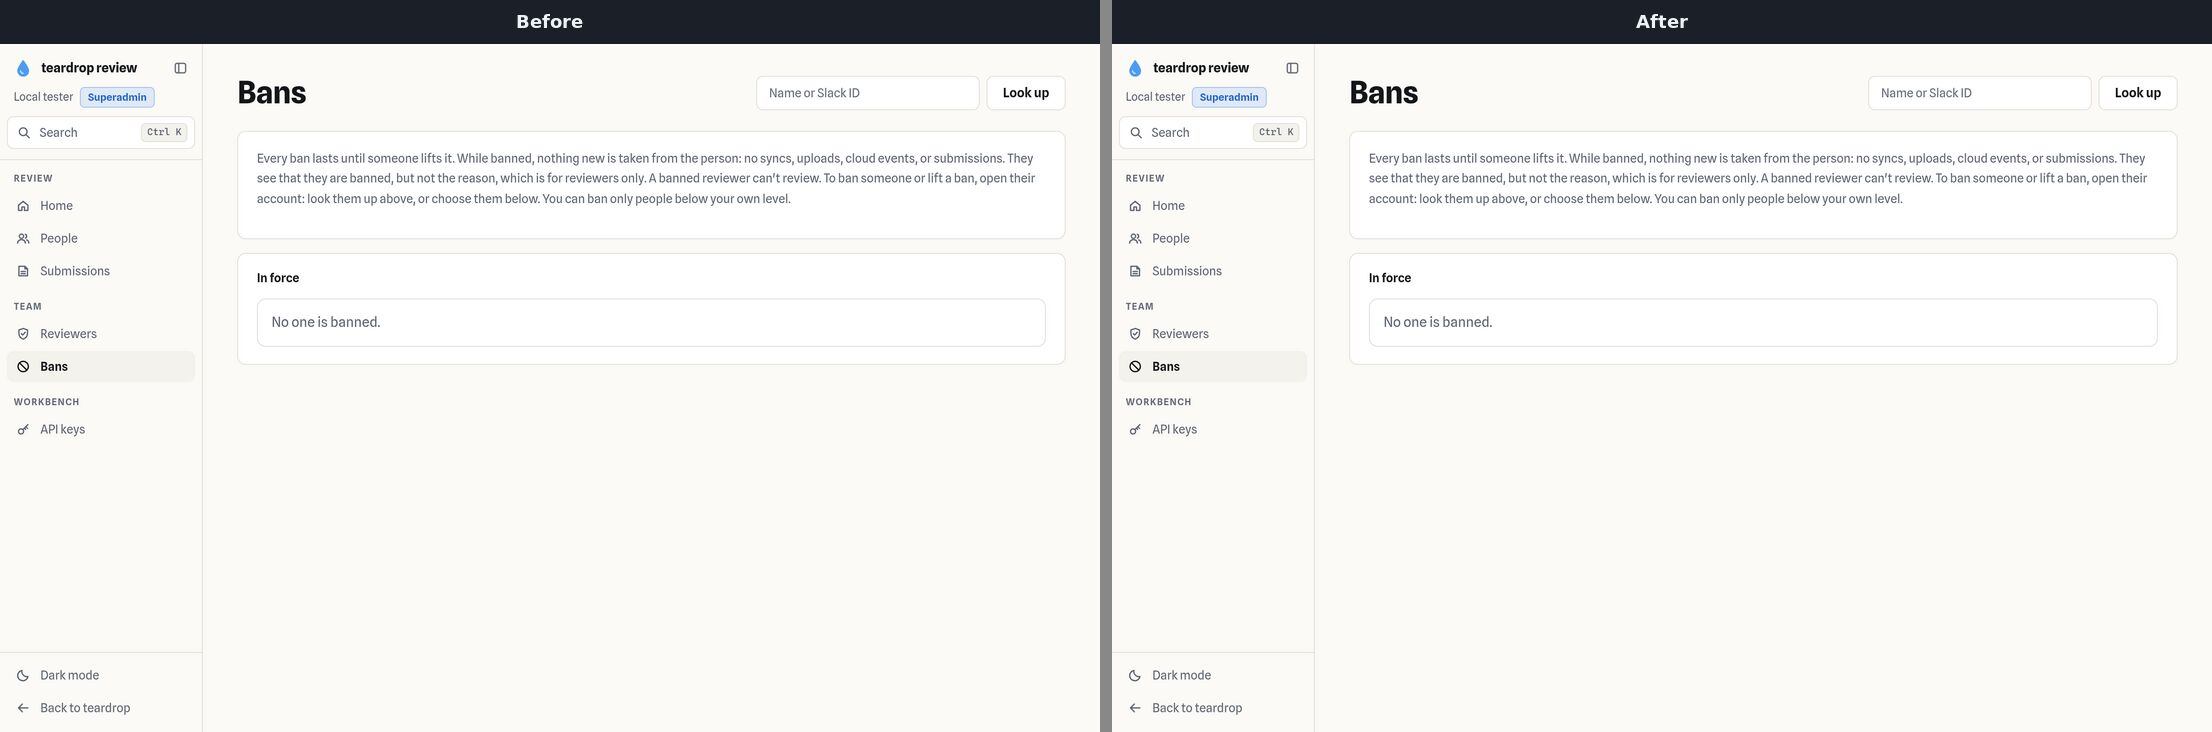 Before
teardrop review
Local tester Superadmin
Search Ctrl K
REVIEW
Home
People
Submissions
TEAM
Reviewers
Bans
WORKBENCH
API keys
Dark mode
Back to teardrop
Bans
Name or Slack ID Look up
Every ban lasts until someone lifts it. While banned, nothing new is taken from the person: no syncs, uploads, cloud events, or submissions. They
see that they are banned, but not the reason, which is for reviewers only. A banned reviewer can't review. To ban someone or lift a ban, open their
account: look them up above, or choose them below. You can ban only people below your own level.
In force
No one is banned.
After
teardrop review
Local tester Superadmin
Search Ctrl K
REVIEW
Home
People
Submissions
TEAM
Reviewers
Bans
WORKBENCH
API keys
Dark mode
Back to teardrop
Bans
Name or Slack ID Look up
Every ban lasts until someone lifts it. While banned, nothing new is taken from the person: no syncs, uploads, cloud events, or submissions. They
see that they are banned, but not the reason, which is for reviewers only. A banned reviewer can't review. To ban someone or lift a ban, open their
account: look them up above, or choose them below. You can ban only people below your own level.
In force
No one is banned.